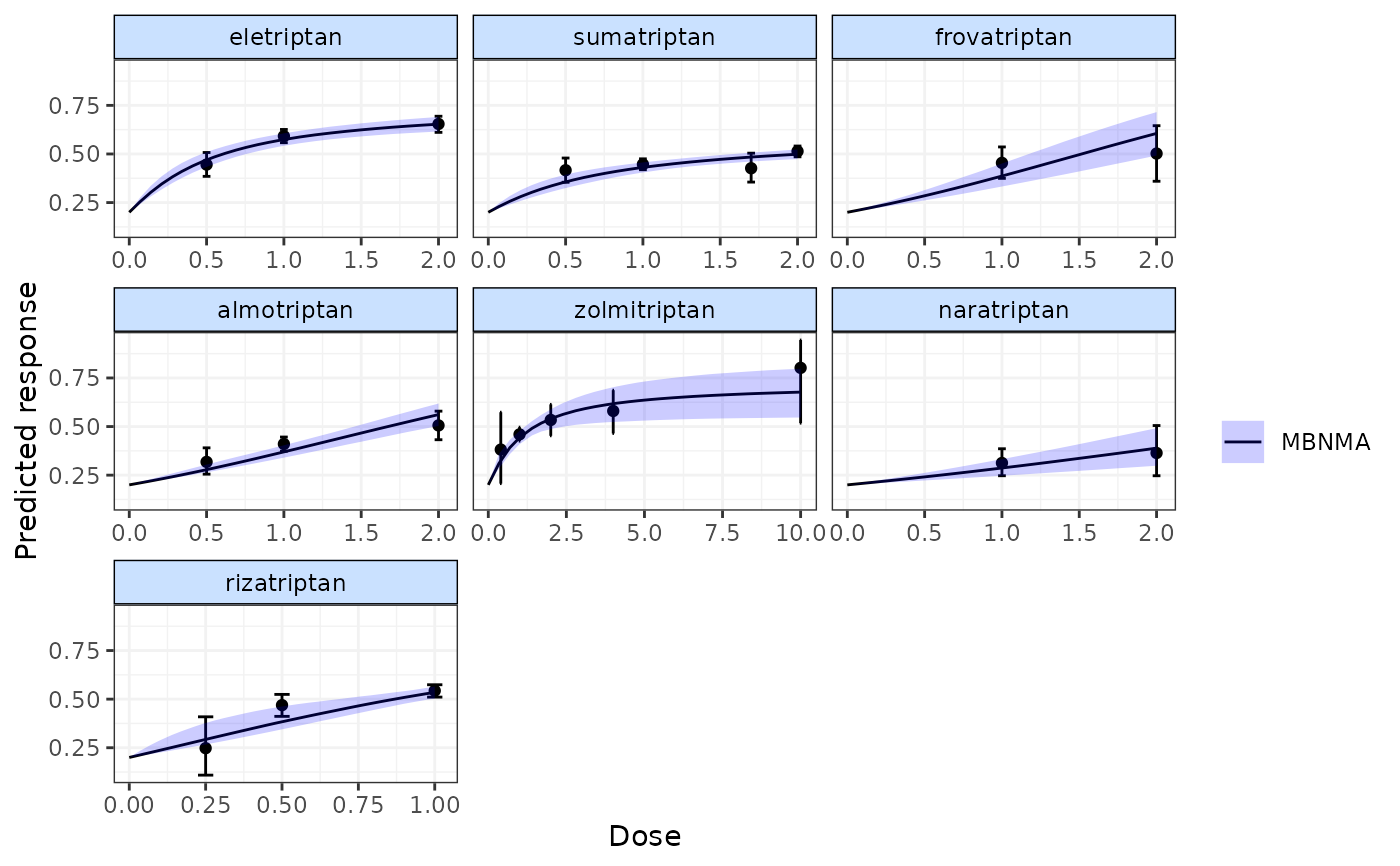 eletriptan sumatriptan frovatriptan
0.75
0.50
0.25
0.0 0.5 1.0 1.5 2.0 0.0 0.5 1.0 1.5 2.0 0.0 0.5 1.0 1.5 2.0
almotriptan zolmitriptan naratriptan
0.75
0.50
0.25
0.0 0.5 1.0 1.5 2.0 0.0 2.5 5.0 7.5 10.0 0.0 0.5 1.0 1.5 2.0
rizatriptan
0.75
0.50
0.25
0.00 0.25 0.50 0.75 1.00
Dose
Predicted response
MBNMA